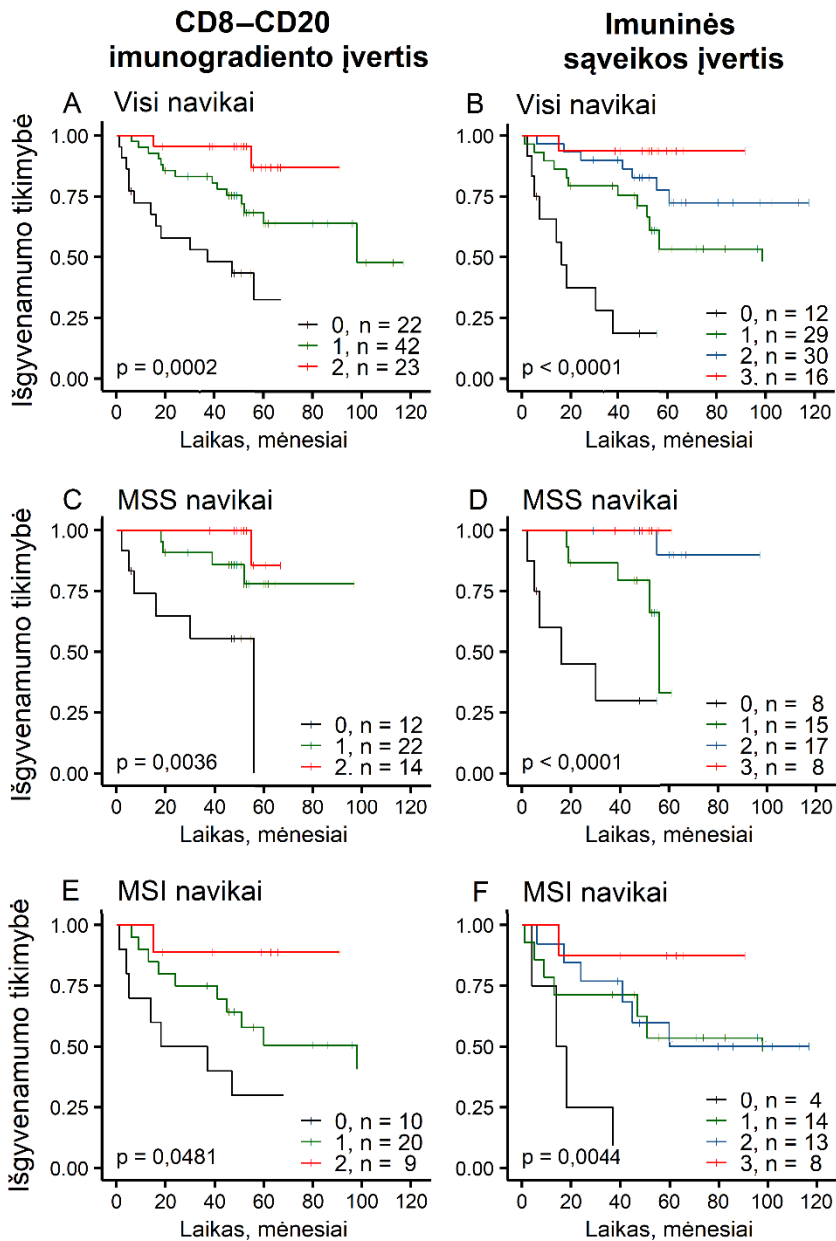 CD8–CD20
imunogradiento įvertis
Imuninės
sąveikos įvertis
A Visi navikai
Išgyvenamumo tikimybė
1.00
0.75
0.50
0.25
0.00
0, n = 22
1, n = 42
2, n = 23
p = 0,0002
0 20 40 60 80 100 120
Laikas, mėnesiai
B Visi navikai
1.00
0.75
0.50
0.25
0.00
0, n = 12
1, n = 29
2, n = 30
3, n = 16
p < 0,0001
0 20 40 60 80 100 120
Laikas, mėnesiai
C MSS navikai
Išgyvenamumo tikimybė
1.00
0.75
0.50
0.25
0.00
0, n = 12
1, n = 22
2. n = 14
p = 0,0036
0 20 40 60 80 100 120
Laikas, mėnesiai
D MSS navikai
1.00
0.75
0.50
0.25
0.00
0, n = 8
1, n = 15
2, n = 17
3, n = 8
p < 0,0001
0 20 40 60 80 100 120
Laikas, mėnesiai
E MSI navikai
Išgyvenamumo tikimybė
1.00
0.75
0.50
0.25
0.00
0, n = 10
1, n = 20
2, n = 9
p = 0,0481
0 20 40 60 80 100 120
Laikas, mėnesiai
F MSI navikai
1.00
0.75
0.50
0.25
0.00
0, n = 4
1, n = 14
2, n = 13
3, n = 8
p = 0,0044
0 20 40 60 80 100 120
Laikas, mėnesiai